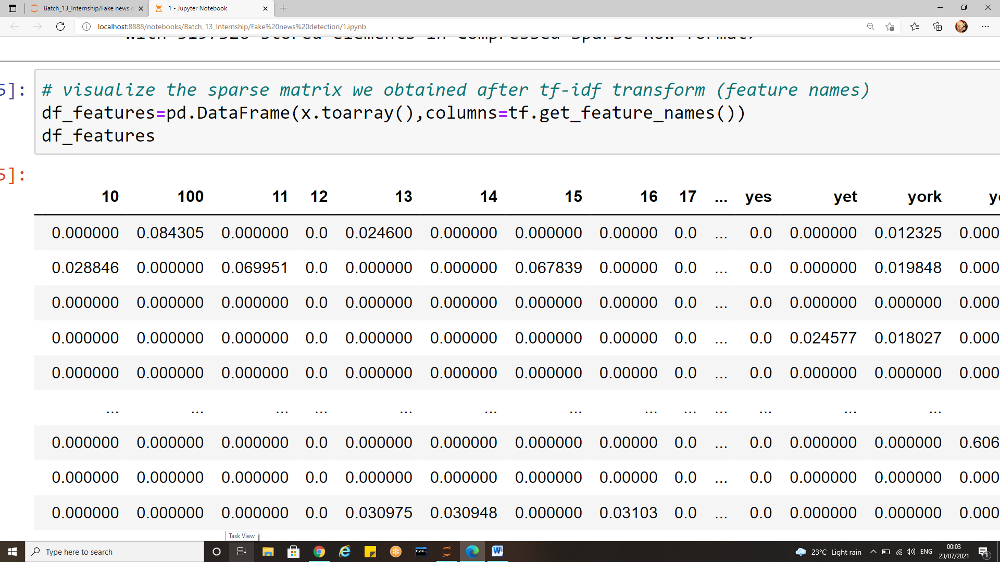 Batch_13_Internship/Fake news
1 - Jupyter Notebook
localhost:8888/notebooks/Batch_13_Internship/Fake%20news%20detection/1.ipynb
5]:
# visualize the sparse matrix we obtained after tf-idf transform (feature names)
df_features=pd.DataFrame(x.toarray(),columns=tf.get_feature_names())
df_features
5]:
10 100 11 12 13 14 15 16 17 ... yes yet york
0.000000 0.084305 0.000000 0.0 0.024600 0.000000 0.000000 0.00000 0.0 ... 0.0 0.000000 0.012325 0.000
0.028846 0.000000 0.069951 0.0 0.000000 0.000000 0.067839 0.00000 0.0 ... 0.0 0.000000 0.019848 0.000
0.000000 0.000000 0.000000 0.0 0.000000 0.000000 0.000000 0.00000 0.0 ... 0.0 0.000000 0.000000 0.000
0.000000 0.000000 0.000000 0.0 0.000000 0.000000 0.000000 0.00000 0.0 ... 0.0 0.024577 0.018027 0.000
0.000000 0.000000 0.000000 0.0 0.000000 0.000000 0.000000 0.00000 0.0 ... 0.0 0.000000 0.000000 0.000
... ... ... ... ... ... ... ... ... ... ... ... ...
0.000000 0.000000 0.000000 0.0 0.000000 0.000000 0.000000 0.00000 0.0 ... 0.0 0.000000 0.000000 0.606
0.000000 0.000000 0.000000 0.0 0.000000 0.000000 0.000000 0.00000 0.0 ... 0.0 0.000000 0.000000 0.000
0.000000 0.000000 0.000000 0.0 0.030975 0.030948 0.000000 0.03103 0.0 ... 0.0 0.000000 0.000000 0.000
Task View
Type here to search
MySQL
23°C Light rain
ENG
00:03
23/07/2021
1